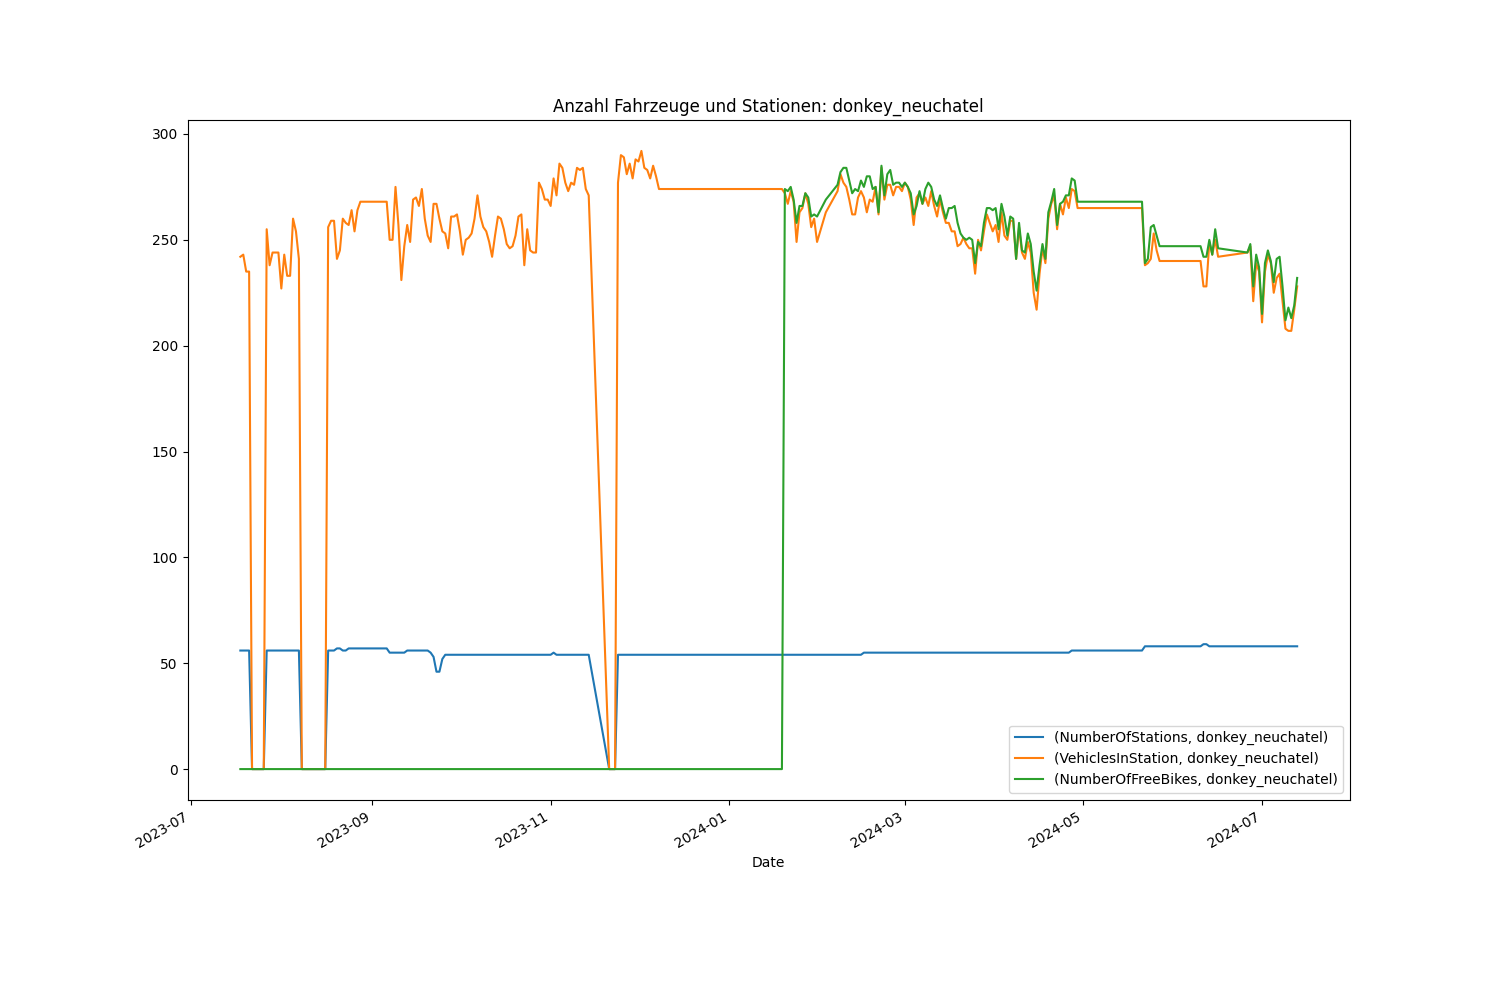 Anzahl Fahrzeuge und Stationen: donkey_neuchatel
300
250
200
150
100
50
0
2023-07
2023-09
2023-11
2024-01
2024-03
2024-05
2024-07
Date
(NumberOfStations, donkey_neuchatel)
(VehiclesInStation, donkey_neuchatel)
(NumberOfFreeBikes, donkey_neuchatel)